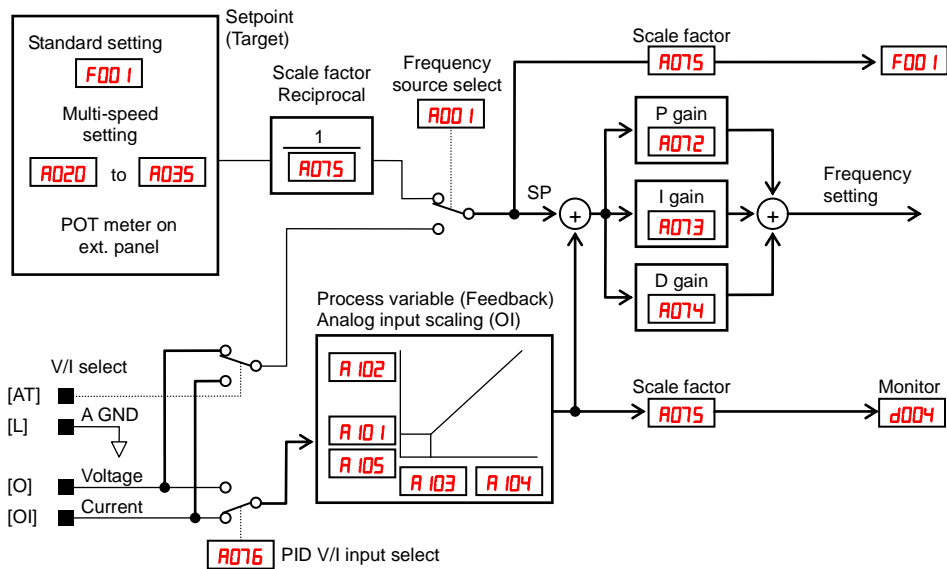 Setpoint
(Target)
Standard setting
F001
Multi-speed
setting
A020 to A035
POT meter on
ext. panel
Scale factor
Reciprocal
1
A075
Frequency
source select
A001
Scale factor
A075
F001
SP
+
P gain
A072
I gain
A073
D gain
A074
+
Frequency
setting
Process variable (Feedback)
Analog input scaling (OI)
A102
A101
A105
A103
A104
Scale factor
A075
Monitor
d004
V/I select
[AT]
[L]
A GND
[O]
Voltage
[OI]
Current
A076
PID V/I input select